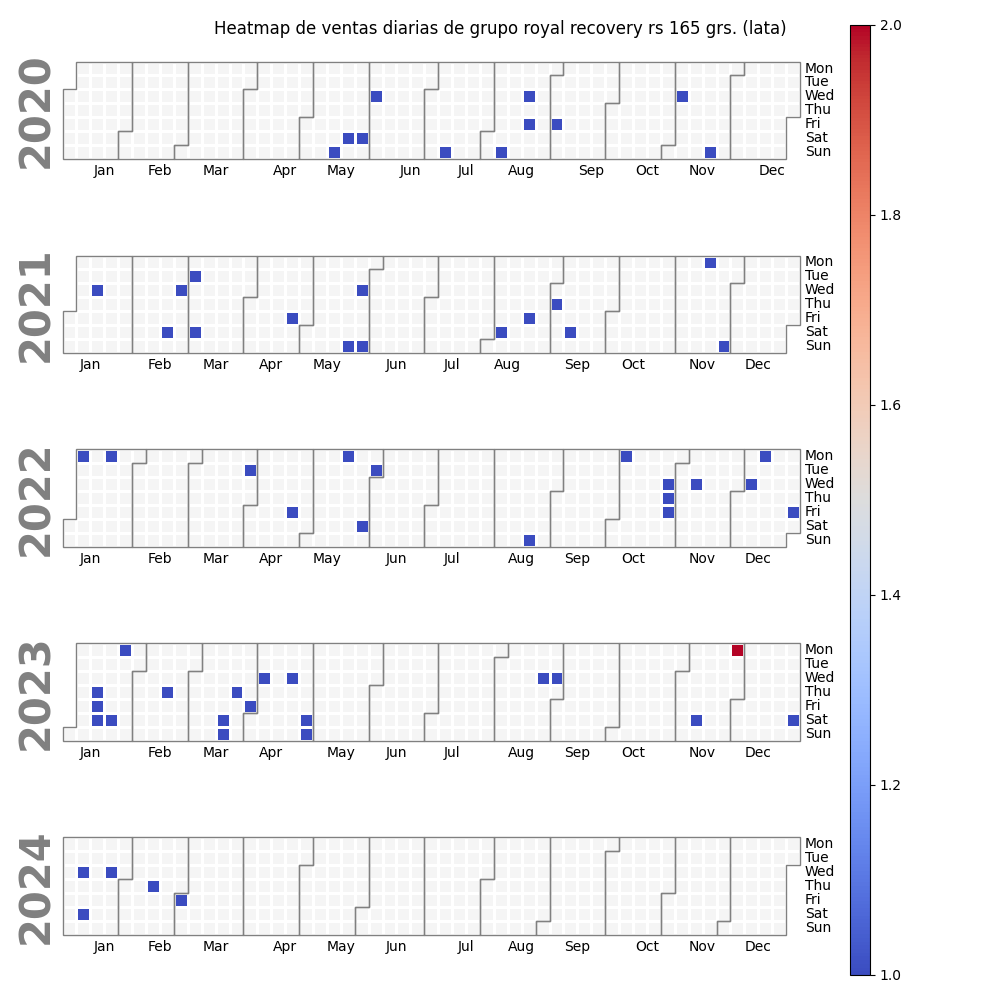 Heatmap de ventas diarias de grupo royal recovery rs 165 grs. (lata)
2020
Mon
Tue
Wed
Thu
Fri
Sat
Sun
Jan Feb Mar Apr May Jun Jul Aug Sep Oct Nov Dec
2021
Mon
Tue
Wed
Thu
Fri
Sat
Sun
Jan Feb Mar Apr May Jun Jul Aug Sep Oct Nov Dec
2022
Mon
Tue
Wed
Thu
Fri
Sat
Sun
Jan Feb Mar Apr May Jun Jul Aug Sep Oct Nov Dec
2023
Mon
Tue
Wed
Thu
Fri
Sat
Sun
Jan Feb Mar Apr May Jun Jul Aug Sep Oct Nov Dec
2024
Mon
Tue
Wed
Thu
Fri
Sat
Sun
Jan Feb Mar Apr May Jun Jul Aug Sep Oct Nov Dec
2.0
1.8
1.6
1.4
1.2
1.0